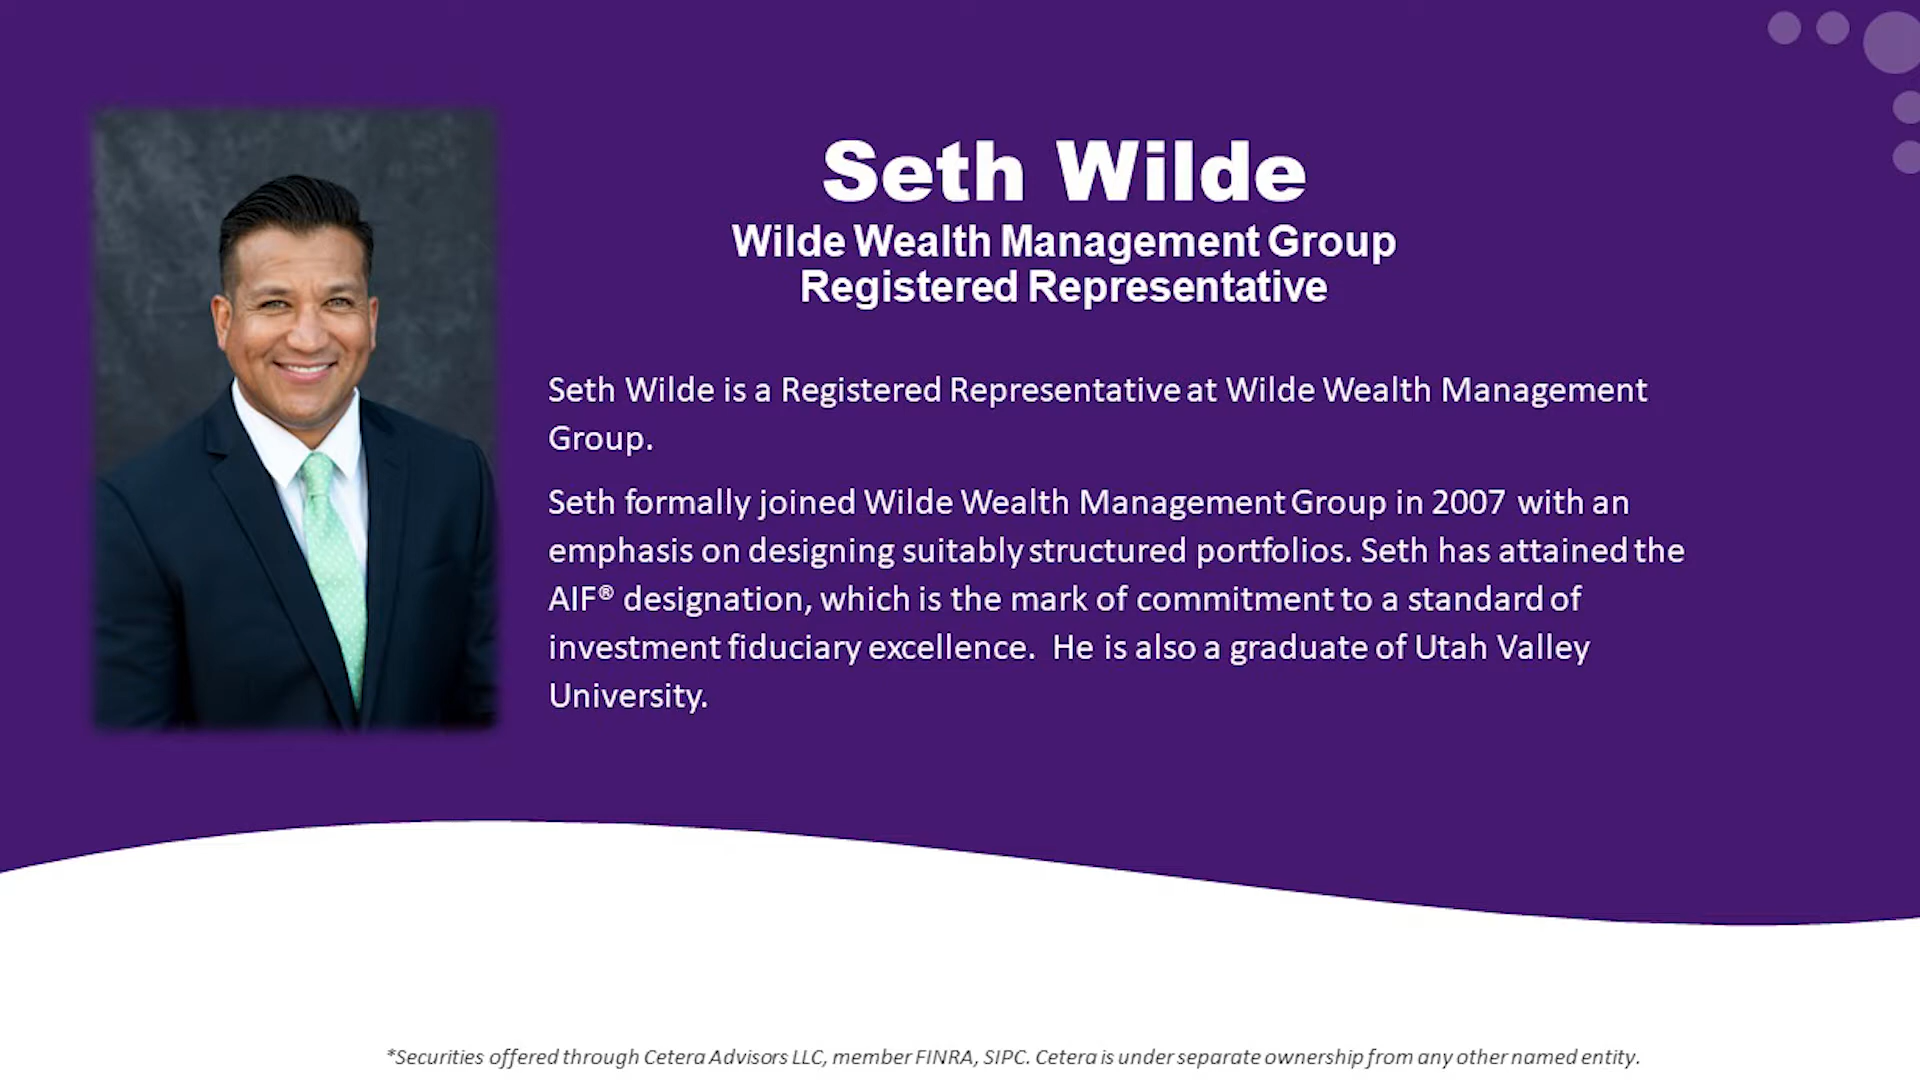 Seth Wilde
Wilde Wealth Management Group
Registered Representative
Seth Wilde is a Registered Representative at Wilde Wealth Management
Group.
Seth formally joined Wilde Wealth Management Group in 2007 with an
emphasis on designing suitably structured portfolios. Seth has attained the
AIF® designation, which is the mark of commitment to a standard of
investment fiduciary excellence. He is also a graduate of Utah Valley
University.
*Securities offered through Cetera Advisors LLC, member FINRA, SIPC. Cetera is under separate ownership from any other named entity.